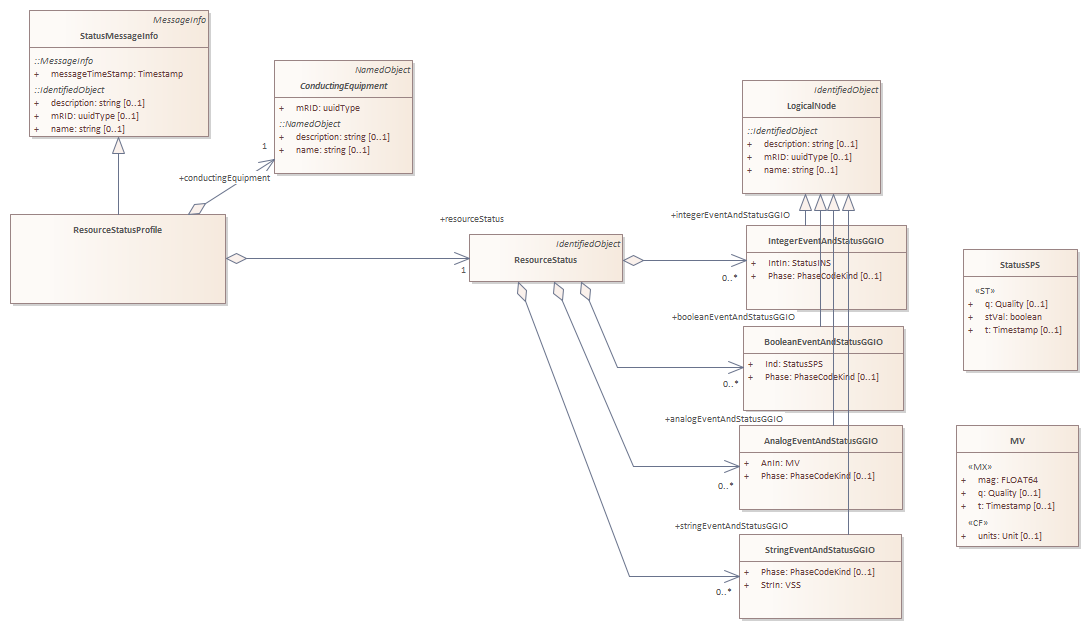 MessageInfo
StatusMessageInfo
::MessageInfo
+ messageTimeStamp: Timestamp
::IdentifiedObject
+ description: string [0..1]
+ mRID: uuidType [0..1]
+ name: string [0..1]
NamedObject
ConductingEquipment
+ mRID: uuidType
::NamedObject
+ description: string [0..1]
+ name: string [0..1]
1
+conductingEquipment
ResourceStatusProfile
+resourceStatus
1
IdentifiedObject
ResourceStatus
IdentifiedObject
LogicalNode
::IdentifiedObject
+ description: string [0..1]
+ mRID: uuidType [0..1]
+ name: string [0..1]
+integerEventAndStatusGGIO
0..*
IntegerEventAndStatusGGIO
+ IntIn: StatusINS
+ Phase: PhaseCodeKind [0..1]
+booleanEventAndStatusGGIO
0..*
BooleanEventAndStatusGGIO
+ Ind: StatusSPS
+ Phase: PhaseCodeKind [0..1]
+analogEventAndStatusGGIO
0..*
AnalogEventAndStatusGGIO
+ AnIn: MV
+ Phase: PhaseCodeKind [0..1]
+stringEventAndStatusGGIO
0..*
StringEventAndStatusGGIO
+ Phase: PhaseCodeKind [0..1]
+ StrIn: VSS
StatusSPS
«ST»
+ q: Quality [0..1]
+ stVal: boolean
+ t: Timestamp [0..1]
MV
«MX»
+ mag: FLOAT64
+ q: Quality [0..1]
+ t: Timestamp [0..1]
«CF»
+ units: Unit [0..1]